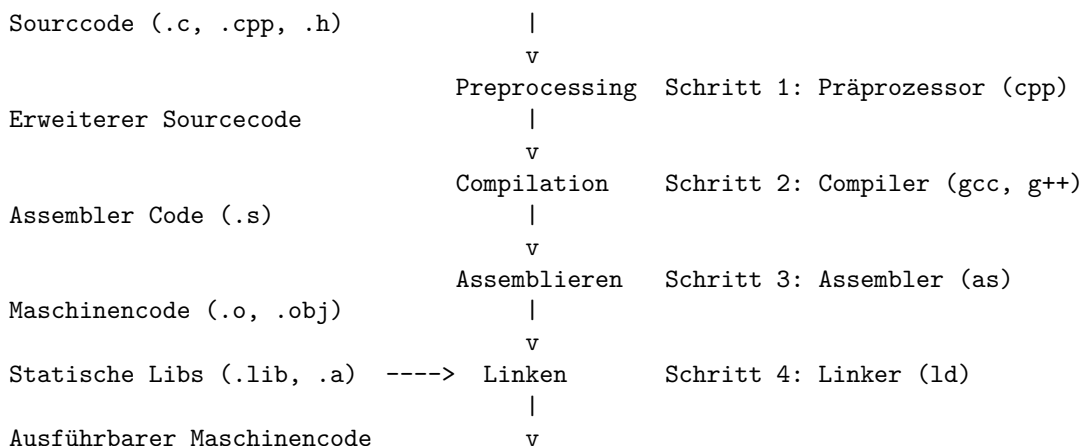 Sourccode (.c, .cpp, .h) |
v
Preprocessing Schritt 1: Präprozessor (cpp)
Erweiterer Sourcecode |
v
Compilation Schritt 2: Compiler (gcc, g++)
Assembler Code (.s) |
v
Assemblieren Schritt 3: Assembler (as)
Maschinencode (.o, .obj) |
v
Statische Libs (.lib, .a) ----> Linken Schritt 4: Linker (ld)
|
Ausführbarer Maschinencode v